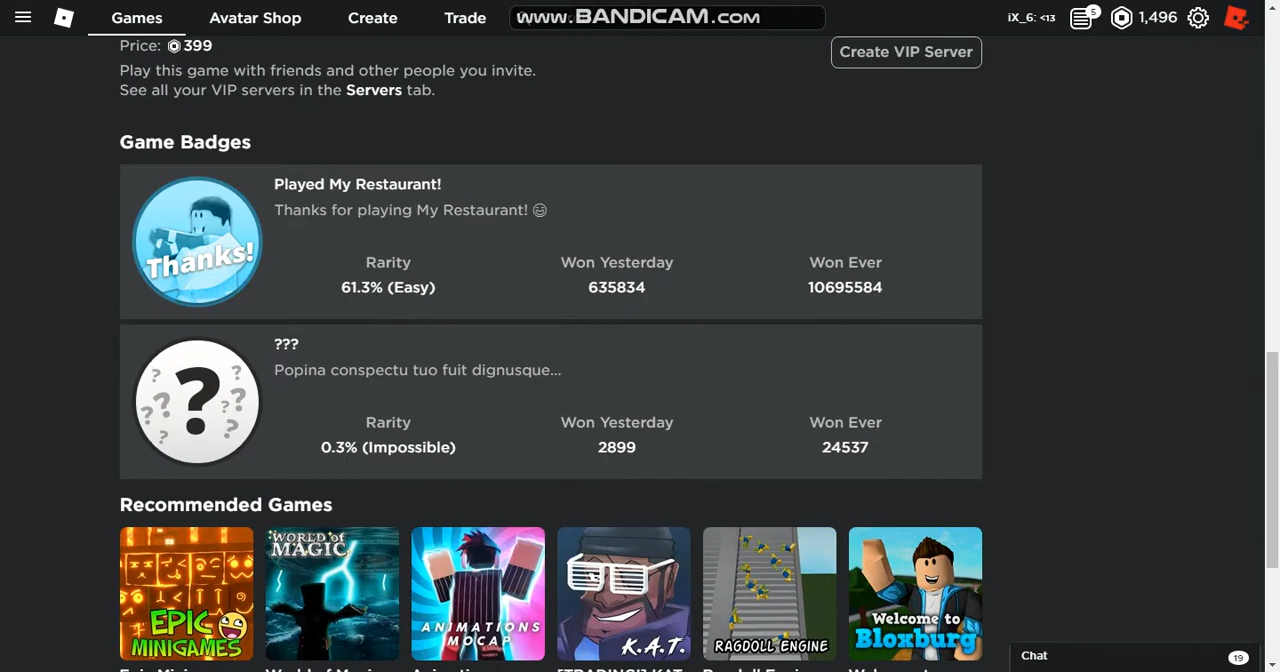 Games Avatar Shop Create Trade www.BANDICAM.com iX_6: <13 5 1,496
Price: 399
Create VIP Server
Play this game with friends and other people you invite.
See all your VIP servers in the Servers tab.
Game Badges
Played My Restaurant!
Thanks for playing My Restaurant! 😄
Thanks!
Rarity Won Yesterday Won Ever
61.3% (Easy) 635834 10695584
???
Popina conspectu tuo fuit dignusque...
Rarity Won Yesterday Won Ever
0.3% (Impossible) 2899 24537
Recommended Games
EPIC MINIGAMES
WORLD of MAGIC
ANIMATIONS MOCAP
K.A.T.
RAGDOLL ENGINE
Welcome to Bloxburg
Chat 19